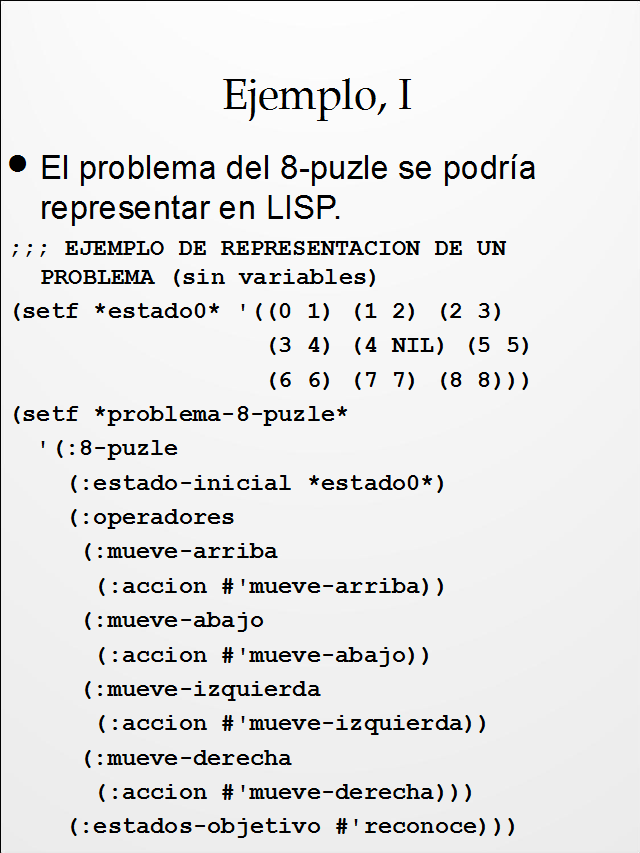 Ejemplo, I
● El problema del 8-puzle se podría
representar en LISP.
;;; EJEMPLO DE REPRESENTACION DE UN
PROBLEMA (sin variables)
(setf *estado0* '((0 1) (1 2) (2 3)
(3 4) (4 NIL) (5 5)
(6 6) (7 7) (8 8)))
(setf *problema-8-puzle*
'(:8-puzle
(:estado-inicial *estado0*)
(:operadores
(:mueve-arriba
(:accion #'mueve-arriba))
(:mueve-abajo
(:accion #'mueve-abajo))
(:mueve-izquierda
(:accion #'mueve-izquierda))
(:mueve-derecha
(:accion #'mueve-derecha)))
(:estados-objetivo #'reconoce)))